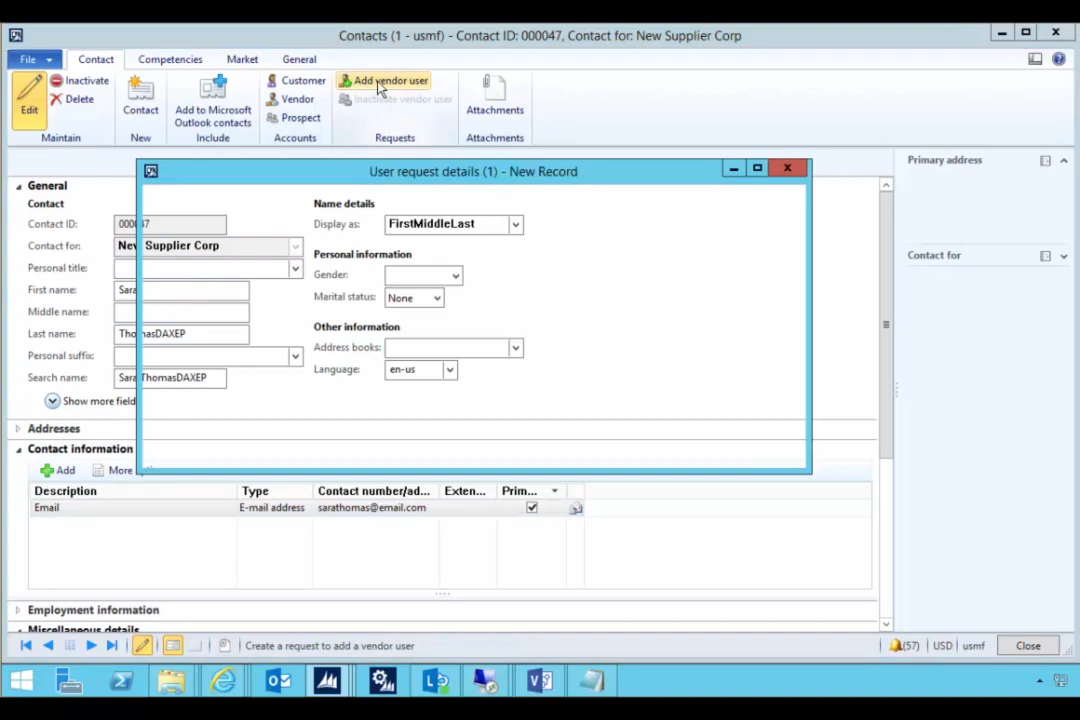 Contacts (1 - usmf) - Contact ID: 000047, Contact for: New Supplier Corp
File Contact Competencies Market General
Edit
Inactivate
Delete
Maintain
Contact
New
Add to Microsoft
Outlook contacts
Include
Customer
Vendor
Prospect
Accounts
Add vendor user
Inactivate vendor user
Requests
Attachments
Attachments
User request details (1) - New Record
General
Contact
Contact ID: 000047
Contact for: New Supplier Corp
Personal title:
First name: Sara
Middle name:
Last name: ThomasDAXEP
Personal suffix:
Search name: Sara ThomasDAXEP
Show more field
Name details
Display as: FirstMiddleLast
Personal information
Gender:
Marital status: None
Other information
Address books:
Language: en-us
Primary address
Contact for
Addresses
Contact information
Add More
Description Type Contact number/ad... Exten... Prim...
Email E-mail address sarathomas@email.com
Employment information
Miscellaneous details
Create a request to add a vendor user
(57) USD usmf Close